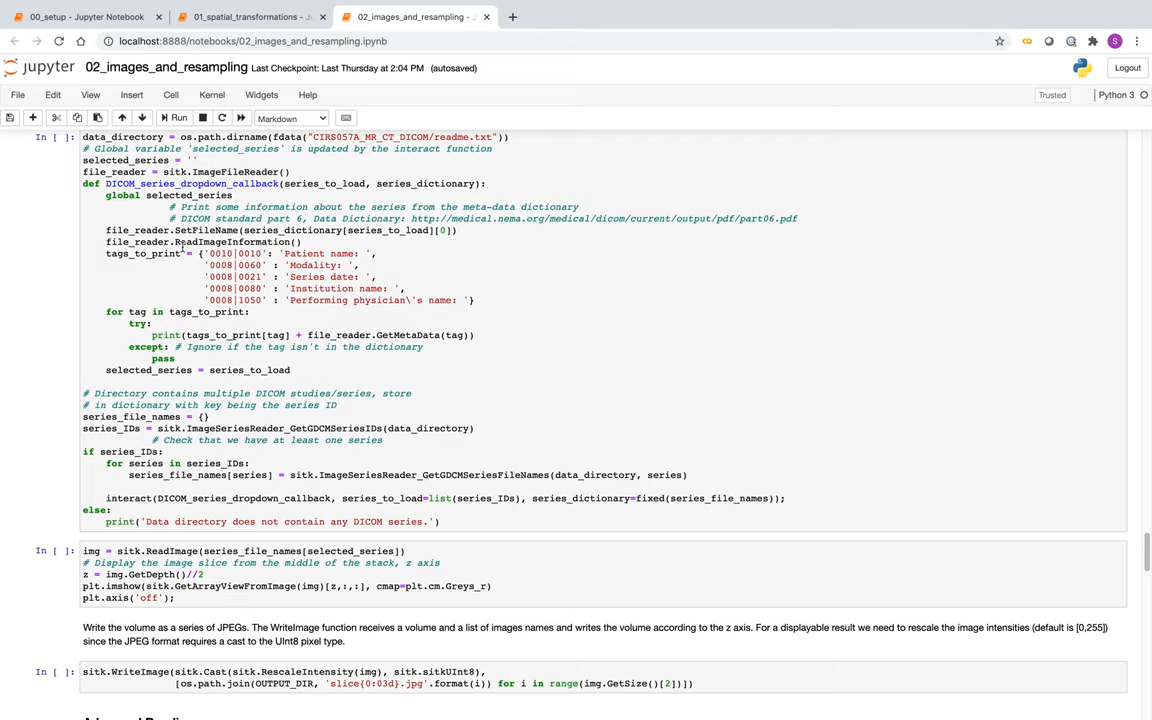 00_setup - Jupyter Notebook
01_spatial_transformations - Ju
02_images_and_resampling - J
localhost:8888/notebooks/02_images_and_resampling.ipynb
S
jupyter 02_images_and_resampling Last Checkpoint: Last Thursday at 2:04 PM (autosaved)
Logout
File Edit View Insert Cell Kernel Widgets Help
Trusted
Python 3
Run
Markdown
In [ ]: data_directory = os.path.dirname(fdata("CIRS057A_MR_CT_DICOM/readme.txt"))
# Global variable 'selected_series' is updated by the interact function
selected_series = ''
file_reader = sitk.ImageFileReader()
def DICOM_series_dropdown_callback(series_to_load, series_dictionary):
global selected_series
# Print some information about the series from the meta-data dictionary
# DICOM standard part 6, Data Dictionary: http://medical.nema.org/medical/dicom/current/output/pdf/part06.pdf
file_reader.SetFileName(series_dictionary[series_to_load][0])
file_reader.ReadImageInformation()
tags_to_print = {'0010|0010': 'Patient name: ',
'0008|0060' : 'Modality: ',
'0008|0021' : 'Series date: ',
'0008|0080' : 'Institution name: ',
'0008|1050' : 'Performing physician\'s name: '}
for tag in tags_to_print:
try:
print(tags_to_print[tag] + file_reader.GetMetaData(tag))
except: # Ignore if the tag isn't in the dictionary
pass
selected_series = series_to_load
# Directory contains multiple DICOM studies/series, store
# in dictionary with key being the series ID
series_file_names = {}
series_IDs = sitk.ImageSeriesReader_GetGDCMSeriesIDs(data_directory)
# Check that we have at least one series
if series_IDs:
for series in series_IDs:
series_file_names[series] = sitk.ImageSeriesReader_GetGDCMSeriesFileNames(data_directory, series)
interact(DICOM_series_dropdown_callback, series_to_load=list(series_IDs), series_dictionary=fixed(series_file_names));
else:
print('Data directory does not contain any DICOM series.')
In [ ]: img = sitk.ReadImage(series_file_names[selected_series])
# Display the image slice from the middle of the stack, z axis
z = img.GetDepth()//2
plt.imshow(sitk.GetArrayViewFromImage(img)[z,:,:], cmap=plt.cm.Greys_r)
plt.axis('off');
Write the volume as a series of JPEGs. The WriteImage function receives a volume and a list of images names and writes the volume according to the z axis. For a displayable result we need to rescale the image intensities (default is [0,255])
since the JPEG format requires a cast to the UInt8 pixel type.
In [ ]: sitk.WriteImage(sitk.Cast(sitk.RescaleIntensity(img), sitk.sitkUInt8),
[os.path.join(OUTPUT_DIR, 'slice{0:03d}.jpg'.format(i)) for i in range(img.GetSize()[2])])